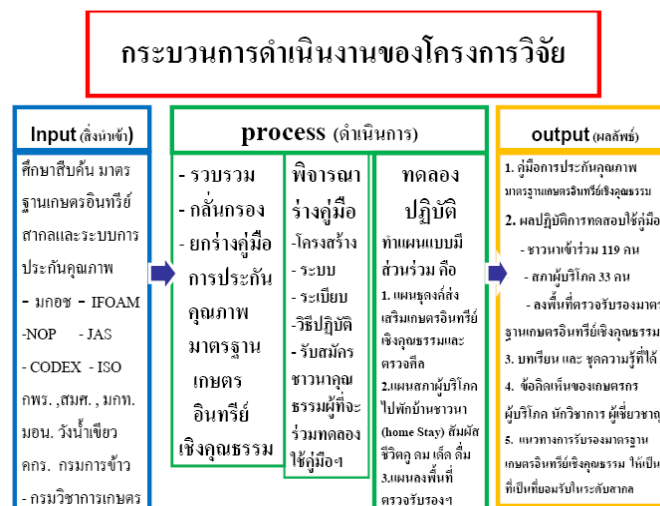 กระบวนการดำเนินงานของโครงการวิจัย
Input (สิ่งนำเข้า)
ศึกษาสืบค้น มาตร
ฐานเกษตรอินทรีย์
สากลและระบบการ
ประกันคุณภาพ
- มกอช - IFOAM
-NOP - JAS
- CODEX - ISO
กพร. ,สมศ. , มกท.
มอน. วังน้ำเขียว
คกร. กรมการข้าว
- กรมวิชาการเกษตร
process (ดำเนินการ)
- รวบรวม
- กลั่นกรอง
- ยกร่างคู่มือ
การประกัน
คุณภาพ
มาตรฐาน
เกษตร
อินทรีย์
เชิงคุณธรรม
พิจารณา
ร่างคู่มือ
-โครงสร้าง
- ระบบ
- ระเบียบ
-วิธีปฏิบัติ
- รับสมัคร
ชาวนาคุณ
ธรรมผู้ที่จะ
ร่วมทดลอง
ใช้คู่มือฯ
ทดลอง
ปฏิบัติ
ทำแผนแบบมี
ส่วนร่วม คือ
1. แผนธุดงค์ส่ง
เสริมเกษตรอินทรีย์
เชิงคุณธรรมและ
ตรวจศีล
2.แผนสภาผู้บริโภค
ไปพักบ้านชาวนา
(home Stay) สัมผัส
ชีวิตดู ดม เด็ด ดื่ม
3.แผนลงพื้นที่
ตรวจรับรองฯ
output (ผลลัพธ์)
1. คู่มือการประกันคุณภาพ
มาตรฐานเกษตรอินทรีย์เชิงคุณธรรม
2. ผลปฏิบัติการทดสอบใช้คู่มือ
- ชาวนาเข้าร่วม 119 คน
- สภาผู้บริโภค 33 คน
- ลงพื้นที่ตรวจรับรองมาตร
ฐานเกษตรอินทรีย์เชิงคุณธรรม
3. บทเรียน และ ชุดความรู้ที่ได้
4. ข้อคิดเห็นของเกษตรกร
ผู้บริโภค นักวิชาการ ผู้เชี่ยวชาญ
5. แนวทางการรับรองมาตรฐาน
เกษตรอินทรีย์เชิงคุณธรรม ให้เป็น
ที่เป็นที่ยอมรับในระดับสากล